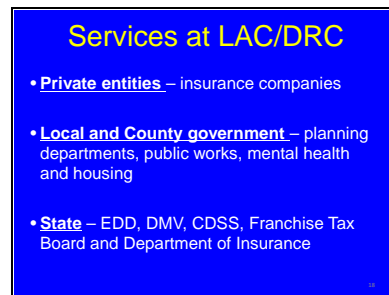 Services at LAC/DRC
• Private entities – insurance companies
• Local and County government – planning
departments, public works, mental health
and housing
• State – EDD, DMV, CDSS, Franchise Tax
Board and Department of Insurance
18